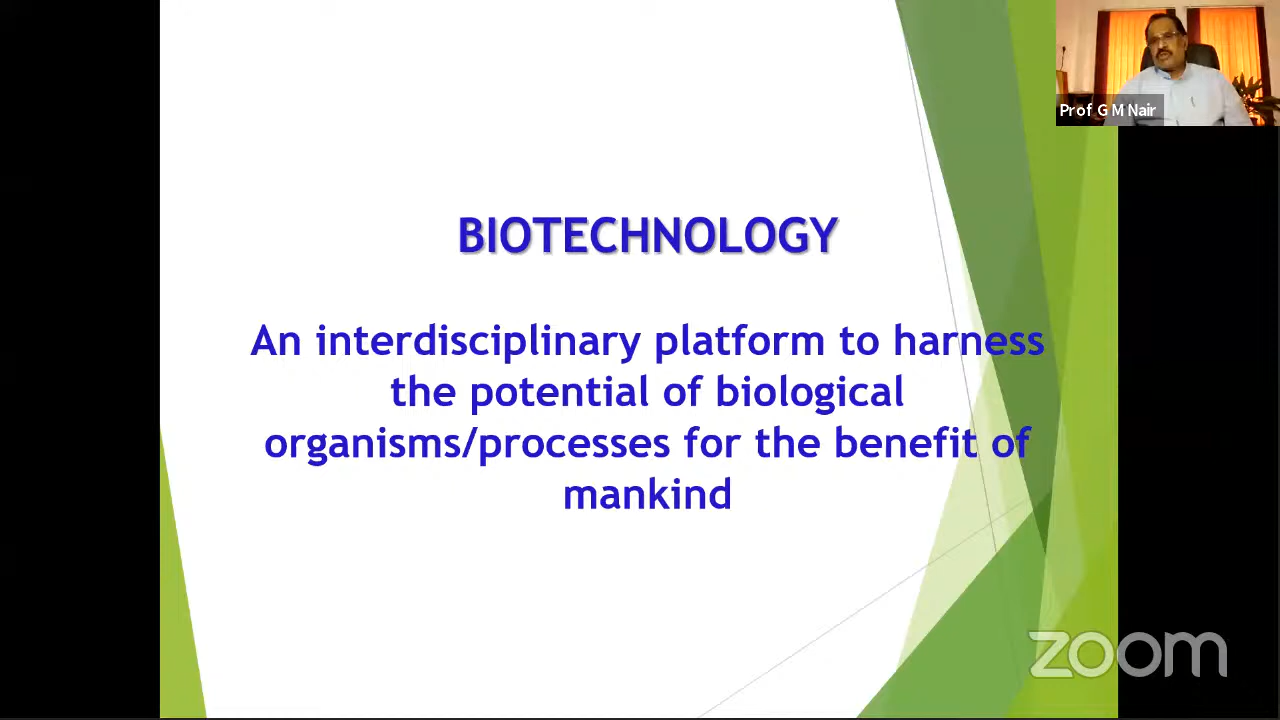 Prof G M Nair
BIOTECHNOLOGY
An interdisciplinary platform to harness
the potential of biological
organisms/processes for the benefit of
mankind
zoom